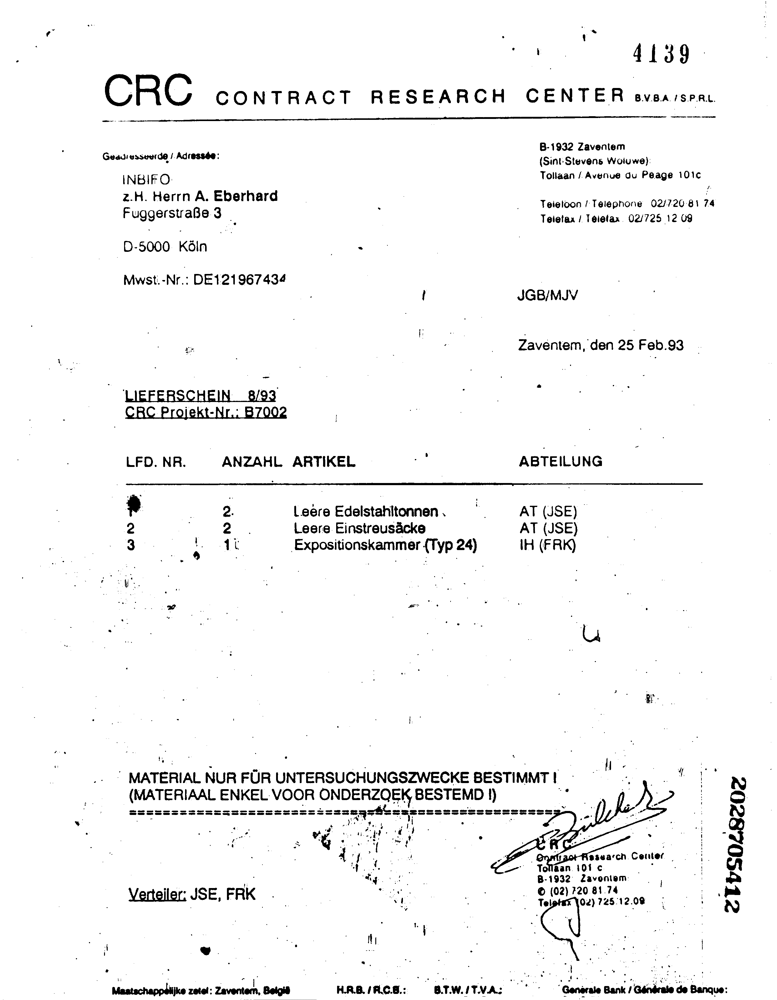 4139
CRC CONTRACT RESEARCH CENTER B.V.B.A. / S.P.R.L.
Geadresseerde / Adressée:
INBIFO
z.H. Herrn A. Eberhard
Fuggerstraße 3
D-5000 Köln
Mwst.-Nr.: DE121967434
B-1932 Zaventem
(Sint-Stevens Woluwe)
Tollaan / Avenue du Peage 101c
Telefoon / Telephone 02/720 81 74
Telefax / Telefax 02/725 12 09
JGB/MJV
Zaventem, den 25 Feb.93
LIEFERSCHEIN 8/93
CRC Projekt-Nr.: B7002
LFD. NR. ANZAHL ARTIKEL ABTEILUNG
1 2 Leere Edelstahltonnen AT (JSE)
2 2 Leere Einstreusäcke AT (JSE)
3 1 Expositionskammer (Typ 24) IH (FRK)
MATERIAL NUR FÜR UNTERSUCHUNGSZWECKE BESTIMMT !
(MATERIAAL ENKEL VOOR ONDERZOEK BESTEMD !)
CRC
Contract Research Center
Tollaan 101 c
B-1932 Zaventem
✆ (02) 720 81 74
Telefax (02) 725.12.09
Verteiler: JSE, FRK
2028705412
Maatschappelijke zetel: Zaventem, België H.R.B. / R.C.B.: B.T.W. / T.V.A.: Generale Bank / Générale de Banque: